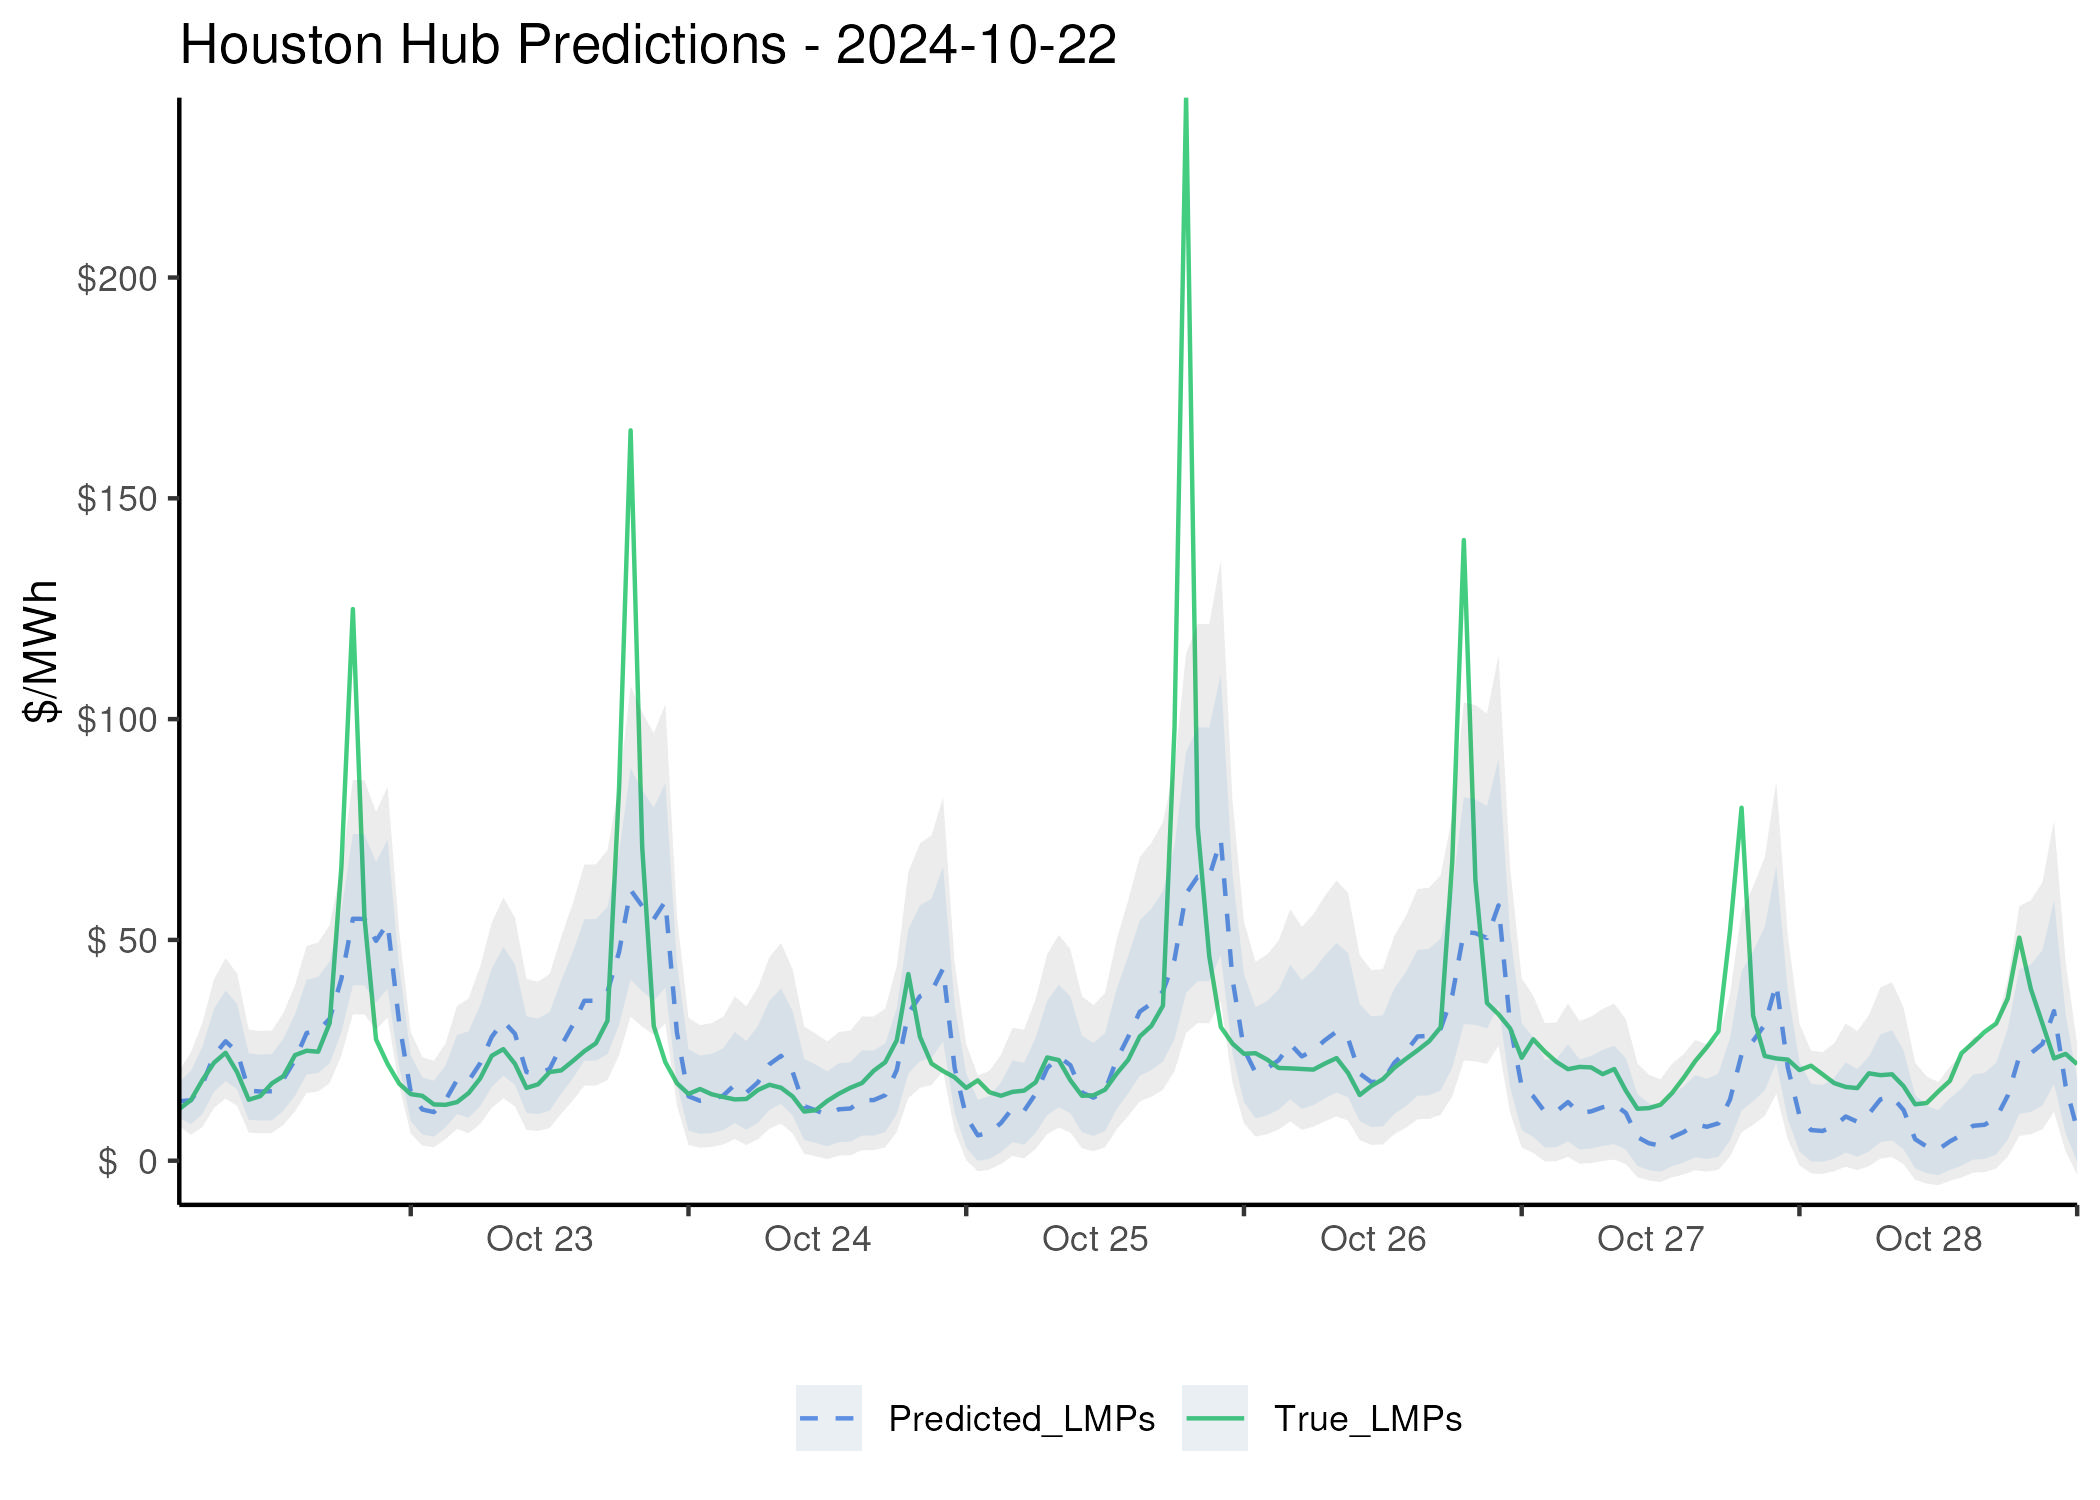 Houston Hub Predictions - 2024-10-22
$200
$150
$100
$ 50
$  0
$/MWh
Oct 23 Oct 24 Oct 25 Oct 26 Oct 27 Oct 28
Predicted_LMPs True_LMPs